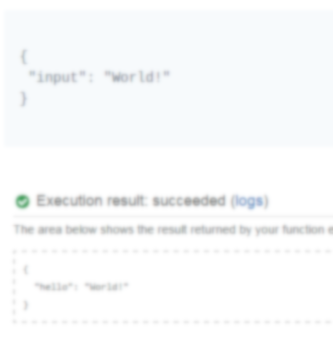 {
"input": "World!"
}
Execution result: succeeded (logs)
The area below shows the result returned by your function e
{
"hello": "World!"
}